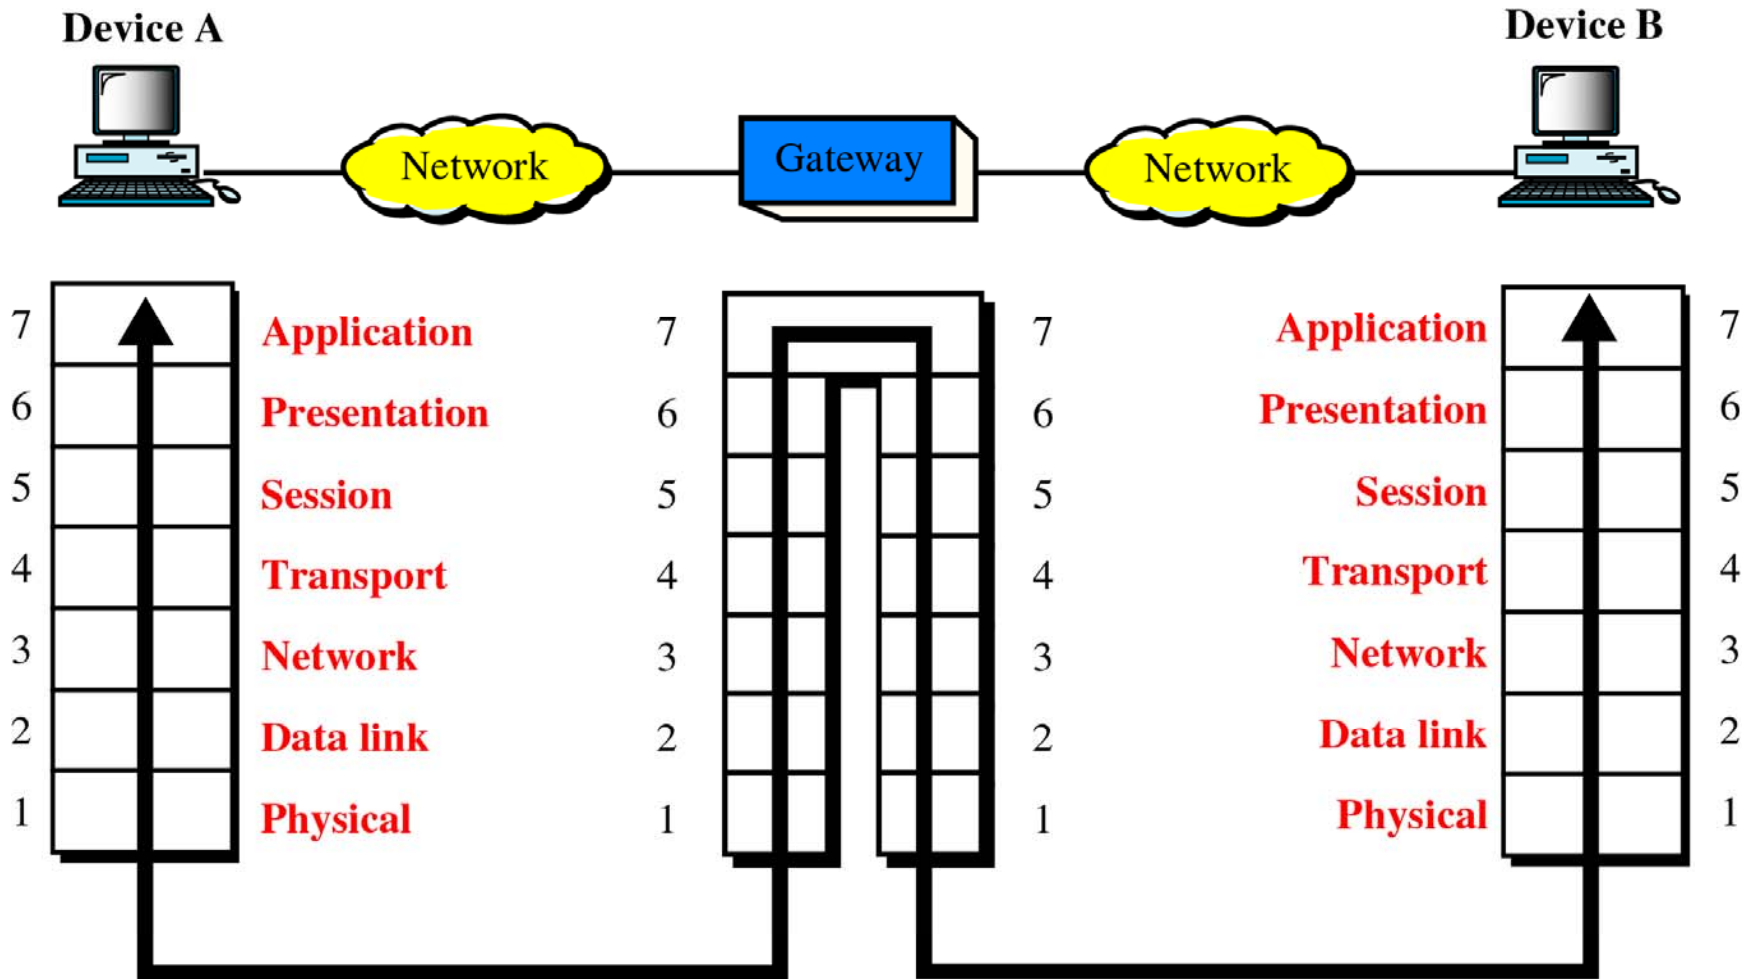 Device A
Device B
Network
Gateway
Network
7 Application 7 7 Application 7
6 Presentation 6 6 Presentation 6
5 Session 5 5 Session 5
4 Transport 4 4 Transport 4
3 Network 3 3 Network 3
2 Data link 2 2 Data link 2
1 Physical 1 1 Physical 1